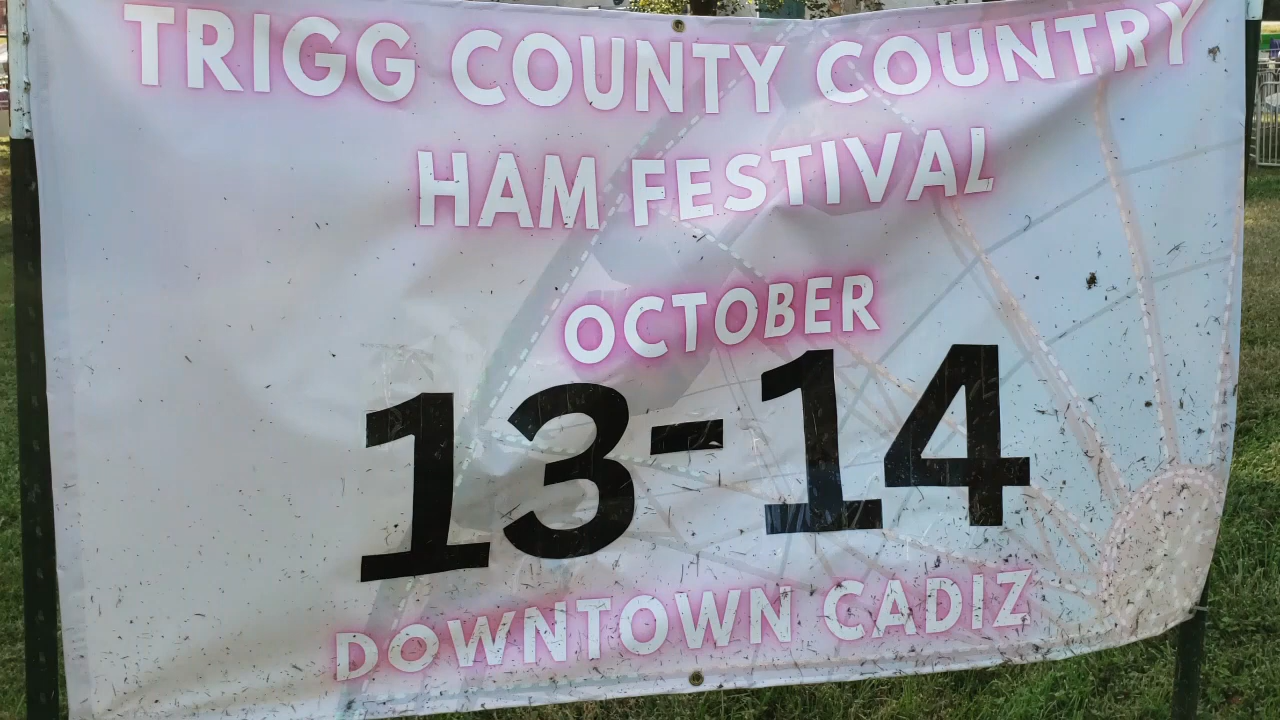 TRIGG COUNTY COUNTRY
HAM FESTIVAL
OCTOBER
13-14
DOWNTOWN CADIZ